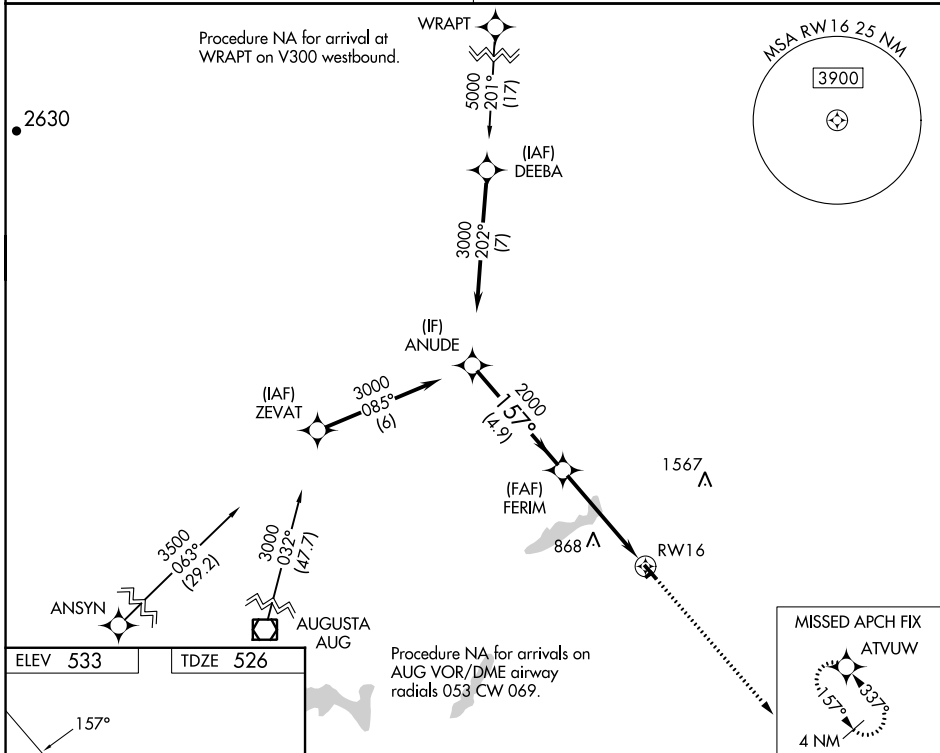 WRAPT
Procedure NA for arrival at
WRAPT on V300 westbound.
MSA RW16 25 NM
3900
5000
201°
(17)
2630
(IAF)
DEEBA
3000
202°
(7)
(IF)
ANUDE
(IAF)
ZEVAT
3000
085°
(6)
2000
157°
(4.9)
(FAF)
FERIM
1567
868
RW16
3500
063°
(29.2)
3000
032°
(47.7)
ANSYN
AUGUSTA
AUG
MISSED APCH FIX
ATVUW
157°
337°
4 NM
ELEV 533
TDZE 526
Procedure NA for arrivals on
AUG VOR/DME airway
radials 053 CW 069.
157°